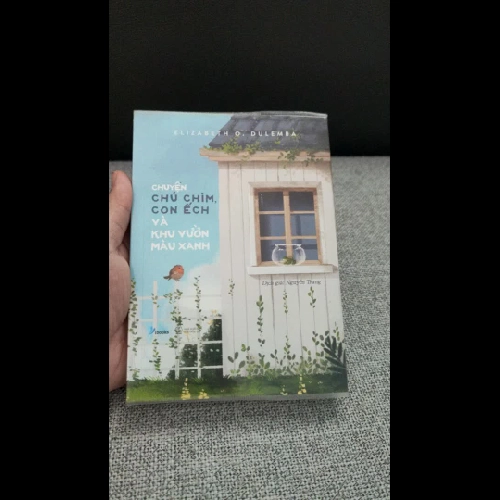 ELIZABETH O. DULEMBA
CHUYỆN
CHÚ CHIM,
CON ẾCH
VÀ
KHU VƯỜN
MÀU XANH